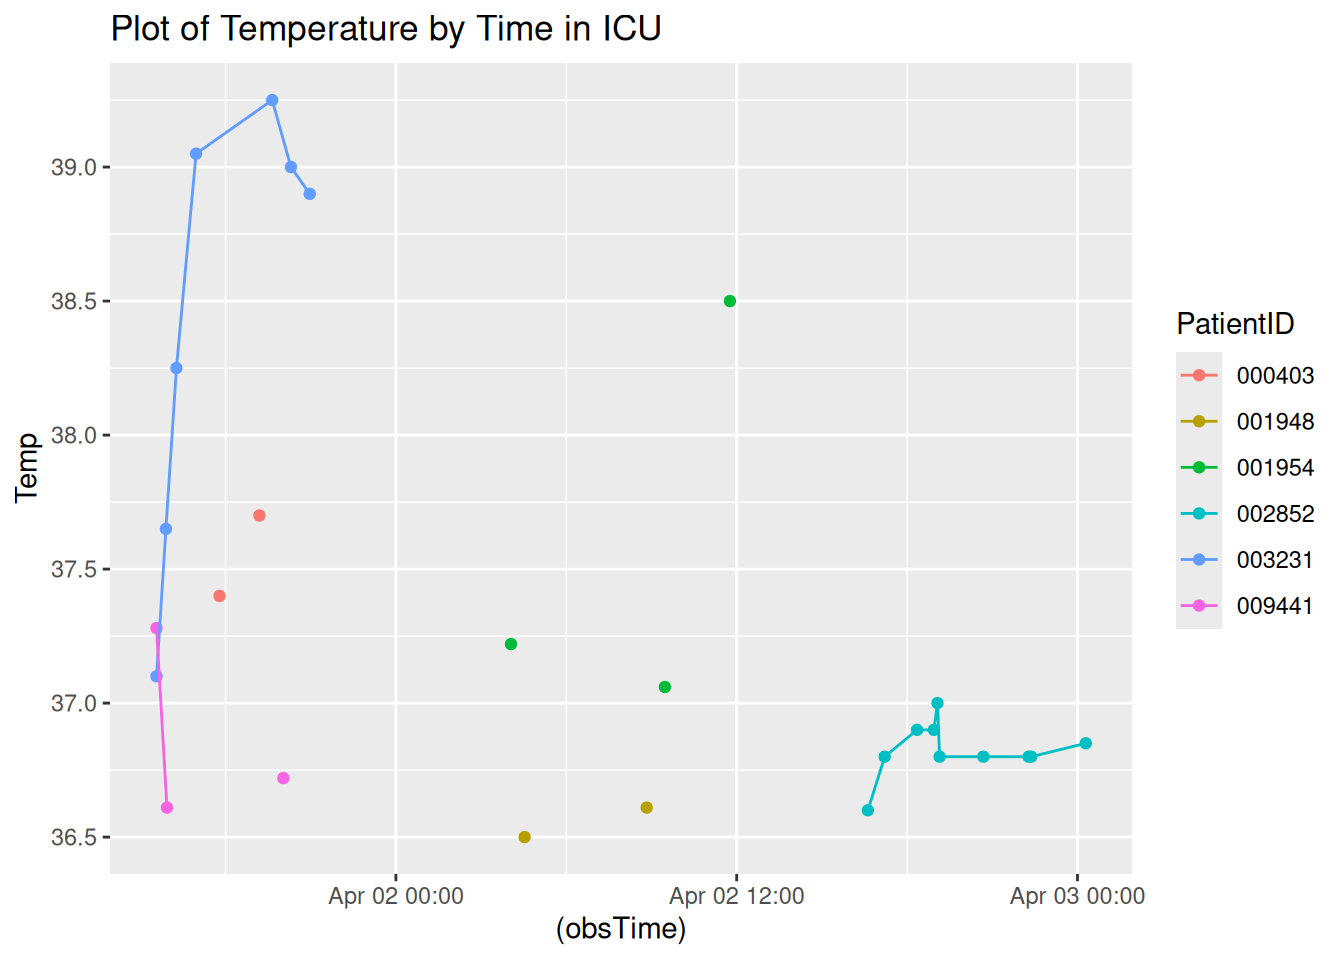 Plot of Temperature by Time in ICU
39.0
38.5
38.0
37.5
37.0
36.5
Temp
Apr 02 00:00
Apr 02 12:00
Apr 03 00:00
(obsTime)
PatientID
000403
001948
001954
002852
003231
009441